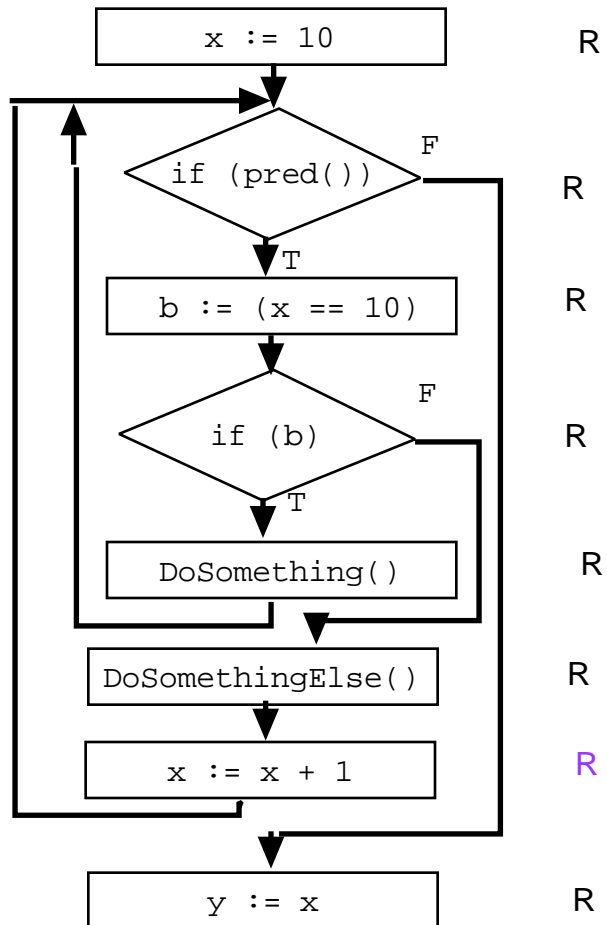 x := 10 R
F
if (pred()) R
T
b := (x == 10) R
F
if (b) R
T
DoSomething() R
DoSomethingElse() R
x := x + 1 R
y := x R